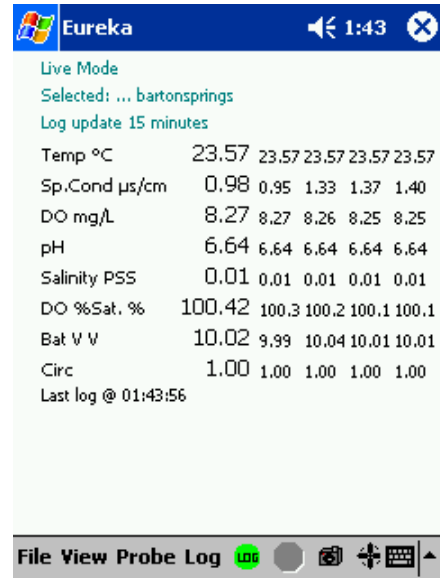 Eureka 1:43
Live Mode
Selected: ... bartonsprings
Log update 15 minutes
Temp ºC 23.57 23.57 23.57 23.57 23.57
Sp.Cond µs/cm 0.98 0.95 1.33 1.37 1.40
DO mg/L 8.27 8.27 8.26 8.25 8.25
pH 6.64 6.64 6.64 6.64 6.64
Salinity PSS 0.01 0.01 0.01 0.01 0.01
DO %Sat. % 100.42 100.3 100.2 100.1 100.1
Bat V V 10.02 9.99 10.04 10.01 10.01
Circ 1.00 1.00 1.00 1.00 1.00
Last log @ 01:43:56
File View Probe Log LOG